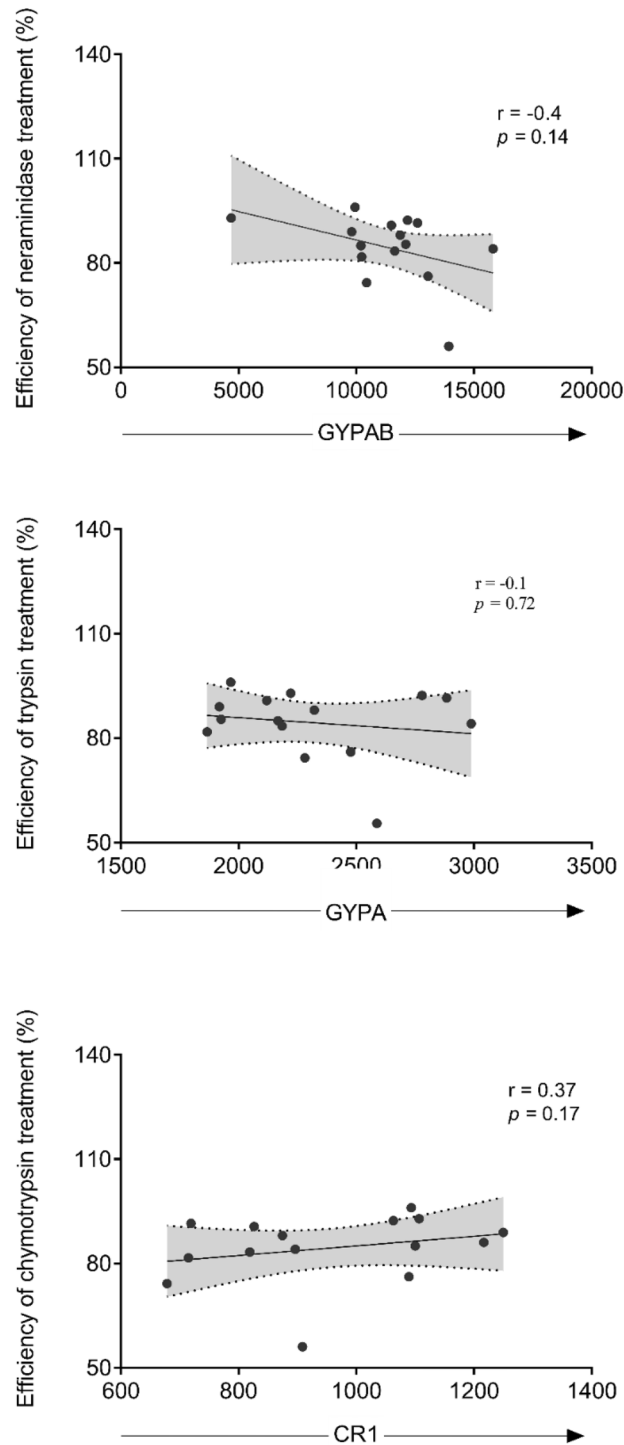 Efficiency of neraminidase treatment (%)
140
110
80
50
r = -0.4
p = 0.14
0 5000 10000 15000 20000
GYPAB
Efficiency of trypsin treatment (%)
140
110
80
50
r = -0.1
p = 0.72
1500 2000 2500 3000 3500
GYPA
Efficiency of chymotrypsin treatment (%)
140
110
80
50
r = 0.37
p = 0.17
600 800 1000 1200 1400
CR1